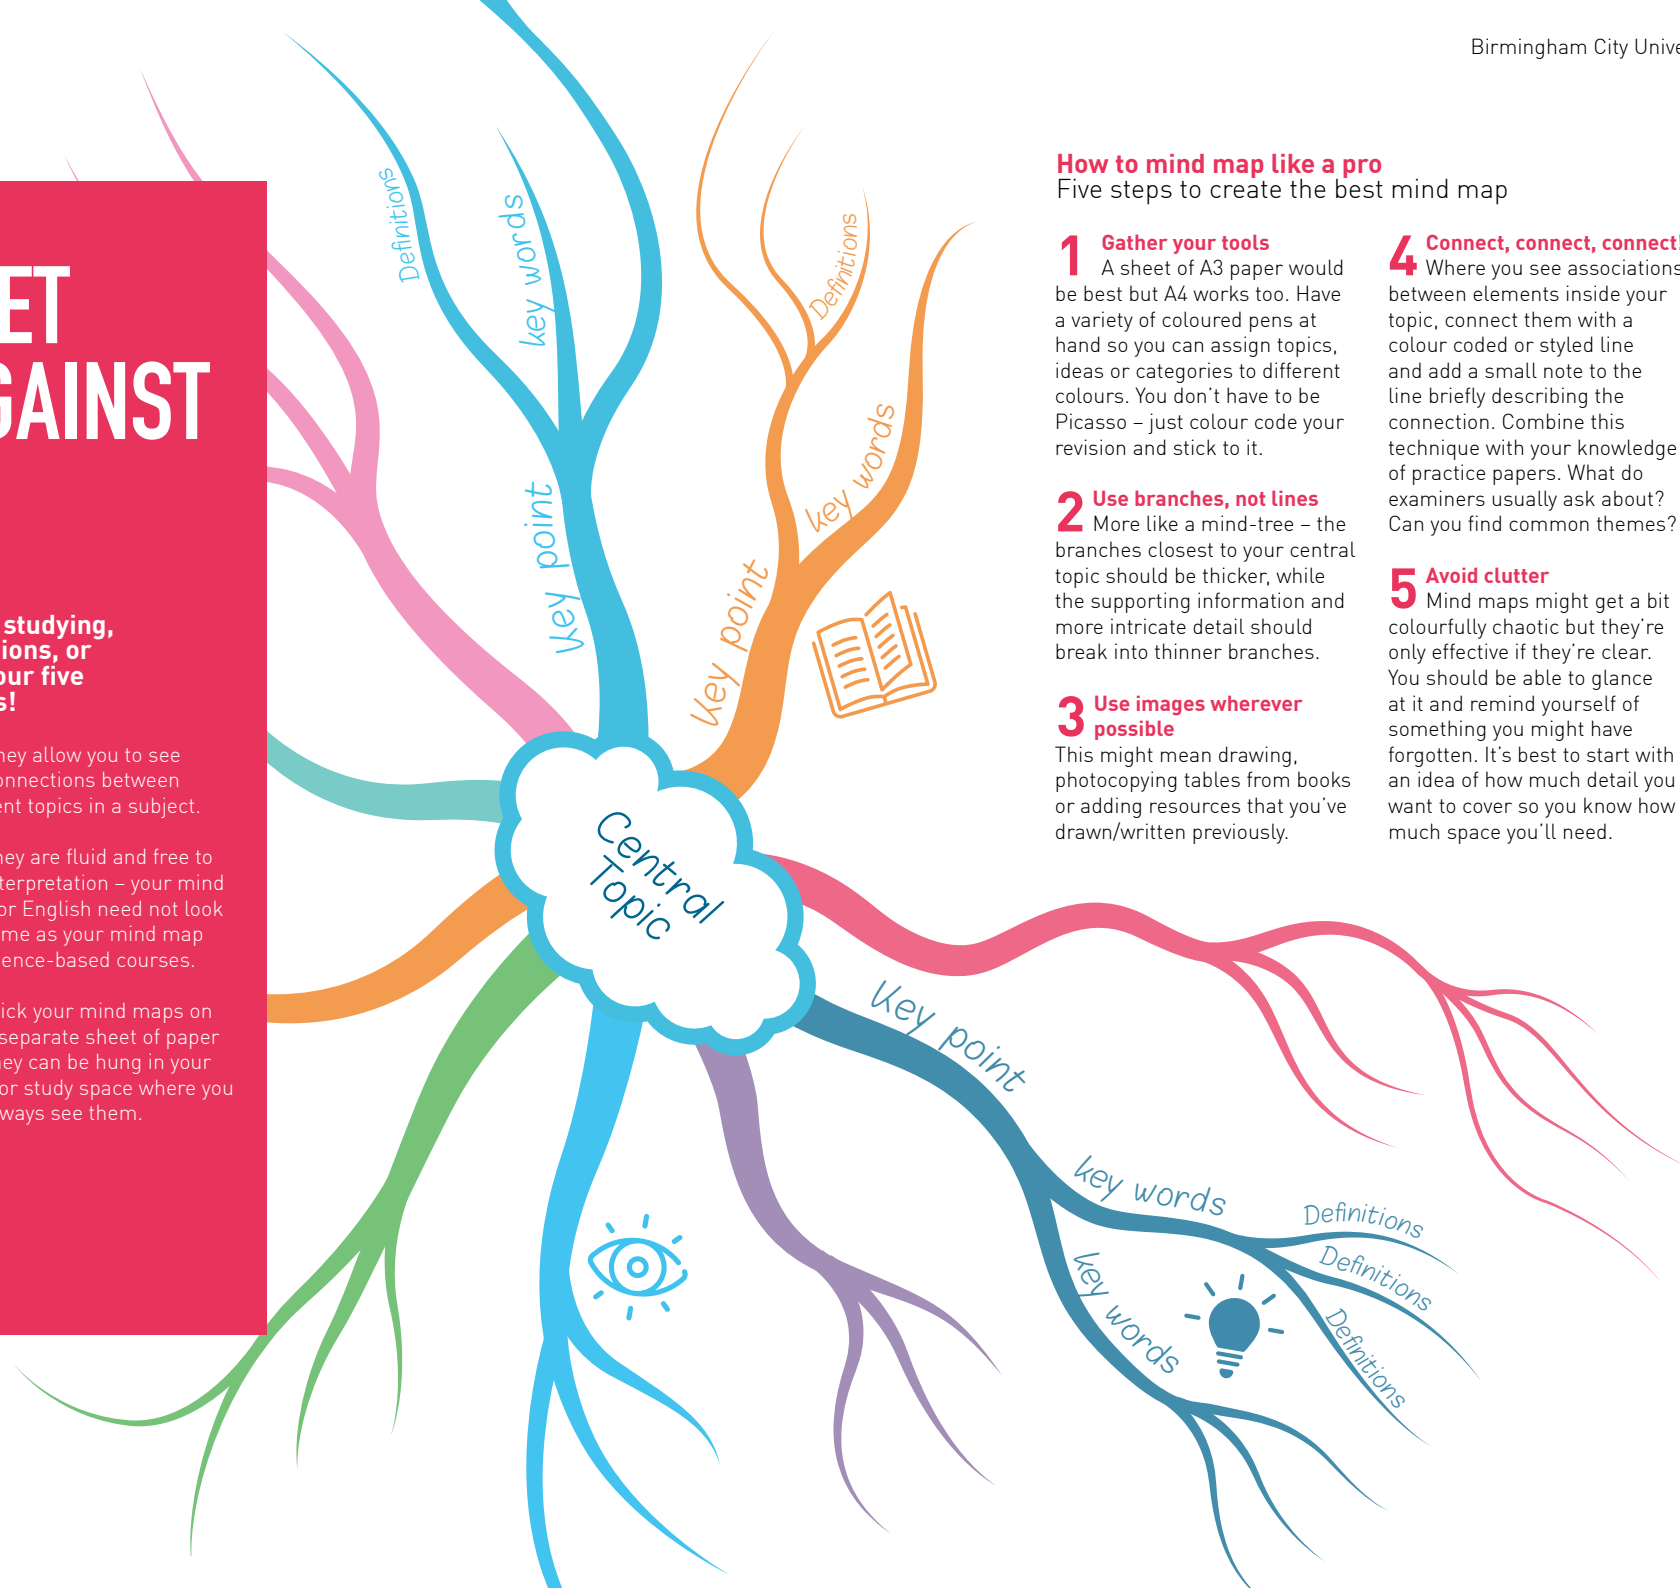 Birmingham City
ET
GAINST
studying,
or
five
allow you to see
between
topics in a subject.
are fluid and free to
– your mind
or English need not look
as your mind map
courses.
your mind maps on
separate sheet of paper
can be hung in your
or study space where you
see them.
Definitions
key words
key point
Definitions
key words
key point
Central
Topic
key point
key words
Definitions
Definitions
Definitions
key words
How to mind map like a pro
Five steps to create the best mind map
1 Gather your tools
A sheet of A3 paper would
be best but A4 works too. Have
a variety of coloured pens at
hand so you can assign topics,
ideas or categories to different
colours. You don't have to be
Picasso – just colour code your
revision and stick to it.
2 Use branches, not lines
More like a mind-tree – the
branches closest to your central
topic should be thicker, while
the supporting information and
more intricate detail should
break into thinner branches.
3 Use images wherever
possible
This might mean drawing,
photocopying tables from books
or adding resources that you've
drawn/written previously.
4 Connect, connect, connect!
Where you see associations
between elements inside your
topic, connect them with a
colour coded or styled line
and add a small note to the
line briefly describing the
connection. Combine this
technique with your knowledge
of practice papers. What do
examiners usually ask about?
Can you find common themes?
5 Avoid clutter
Mind maps might get a bit
colourfully chaotic but they're
only effective if they're clear.
You should be able to glance
at it and remind yourself of
something you might have
forgotten. It's best to start with
an idea of how much detail you
want to cover so you know how
much space you'll need.